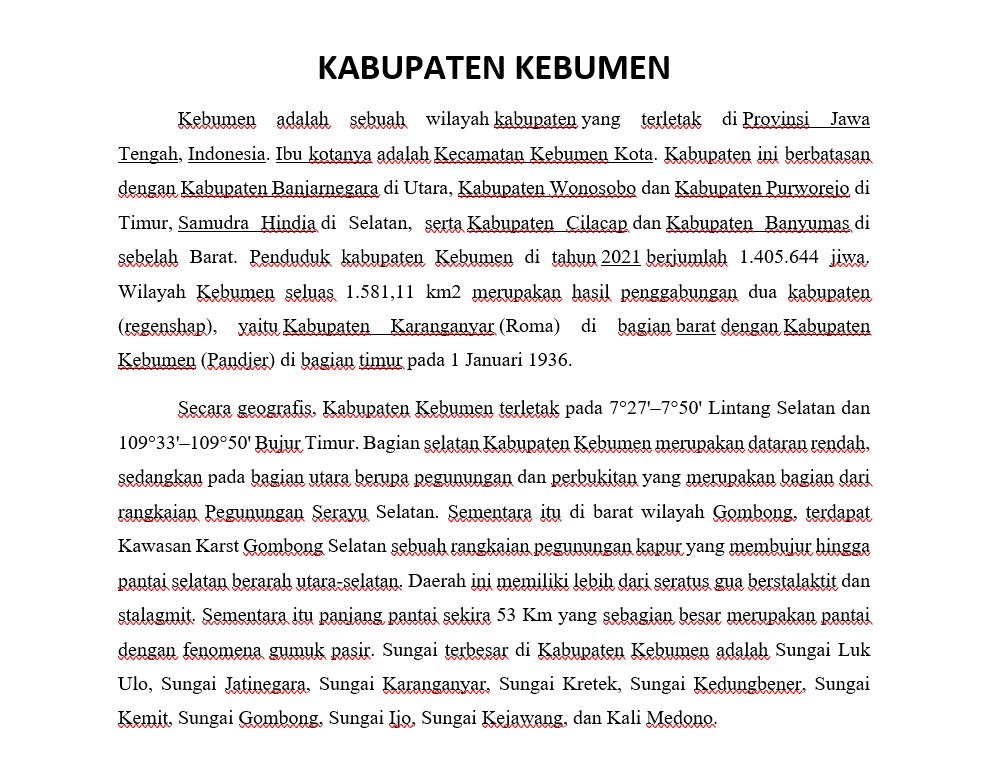 KABUPATEN KEBUMEN
Kebumen adalah sebuah wilayah kabupaten yang terletak di Provinsi Jawa
Tengah, Indonesia. Ibu kotanya adalah Kecamatan Kebumen Kota. Kabupaten ini berbatasan
dengan Kabupaten Banjarnegara di Utara, Kabupaten Wonosobo dan Kabupaten Purworejo di
Timur, Samudra Hindia di Selatan, serta Kabupaten Cilacap dan Kabupaten Banyumas di
sebelah Barat. Penduduk kabupaten Kebumen di tahun 2021 berjumlah 1.405.644 jiwa.
Wilayah Kebumen seluas 1.581,11 km2 merupakan hasil penggabungan dua kabupaten
(regenshap), yaitu Kabupaten Karanganyar (Roma) di bagian barat dengan Kabupaten
Kebumen (Pandjer) di bagian timur pada 1 Januari 1936.
Secara geografis, Kabupaten Kebumen terletak pada 7°27'–7°50' Lintang Selatan dan
109°33'–109°50' Bujur Timur. Bagian selatan Kabupaten Kebumen merupakan dataran rendah,
sedangkan pada bagian utara berupa pegunungan dan perbukitan yang merupakan bagian dari
rangkaian Pegunungan Serayu Selatan. Sementara itu di barat wilayah Gombong, terdapat
Kawasan Karst Gombong Selatan sebuah rangkaian pegunungan kapur yang membujur hingga
pantai selatan berarah utara-selatan. Daerah ini memiliki lebih dari seratus gua berstalaktit dan
stalagmit. Sementara itu panjang pantai sekira 53 Km yang sebagian besar merupakan pantai
dengan fenomena gumuk pasir. Sungai terbesar di Kabupaten Kebumen adalah Sungai Luk
Ulo, Sungai Jatinegara, Sungai Karanganyar, Sungai Kretek, Sungai Kedungbener, Sungai
Kemit, Sungai Gombong, Sungai Ijo, Sungai Kejawang, dan Kali Medono.